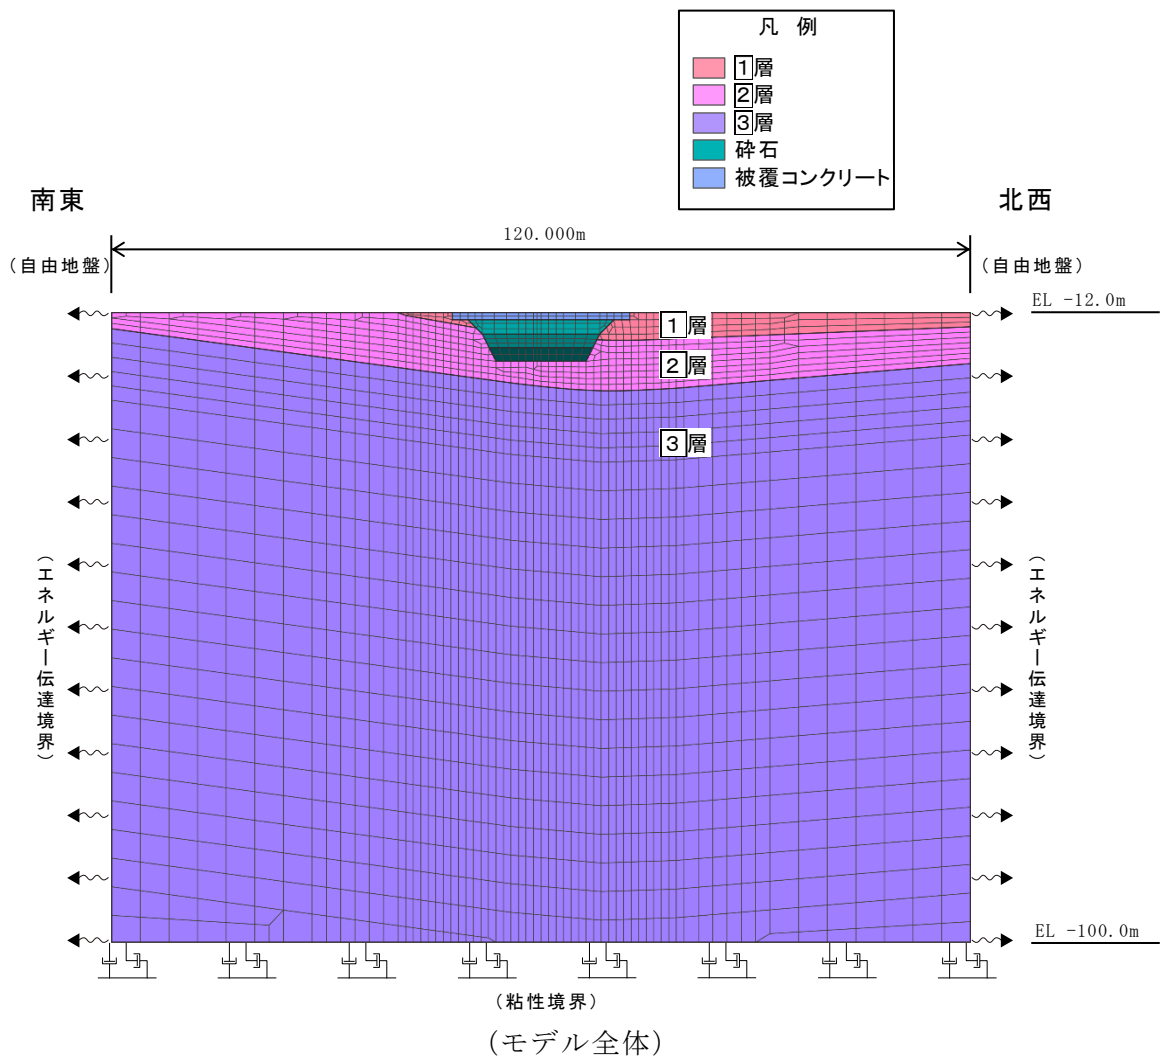 凡 例
1層
2層
3層
砕石
被覆コンクリート
南東
北西
120.000m
(自由地盤)
(自由地盤)
EL -12.0m
1層
2層
3層
(エネルギー伝達境界)
(エネルギー伝達境界)
EL -100.0m
(粘性境界)
(モデル全体)